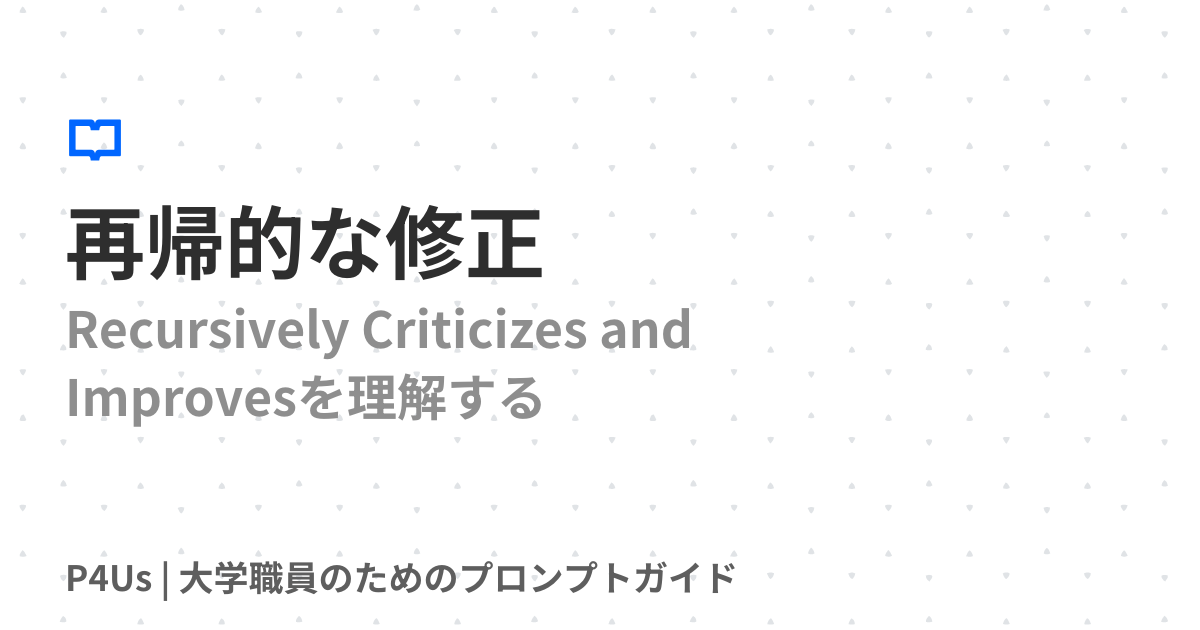 再帰的な修正
Recursively Criticizes and
Improvesを理解する
P4Us | 大学職員のためのプロンプトガイド